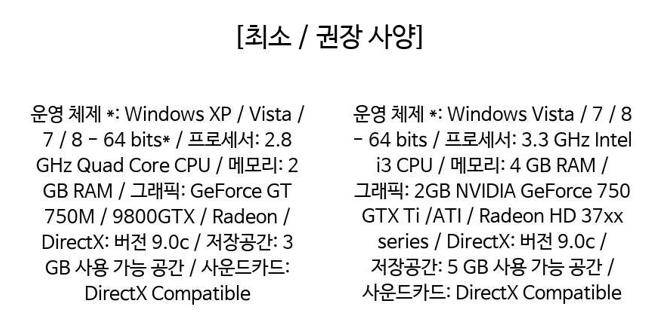 [최소 / 권장 사양]
운영 체제 *: Windows XP / Vista /
7 / 8 - 64 bits* / 프로세서: 2.8
GHz Quad Core CPU / 메모리: 2
GB RAM / 그래픽: GeForce GT
750M / 9800GTX / Radeon /
DirectX: 버전 9.0c / 저장공간: 3
GB 사용 가능 공간 / 사운드카드:
DirectX Compatible
운영 체제 *: Windows Vista / 7 / 8
- 64 bits / 프로세서: 3.3 GHz Intel
i3 CPU / 메모리: 4 GB RAM /
그래픽: 2GB NVIDIA GeForce 750
GTX Ti /ATI / Radeon HD 37xx
series / DirectX: 버전 9.0c /
저장공간: 5 GB 사용 가능 공간 /
사운드카드: DirectX Compatible